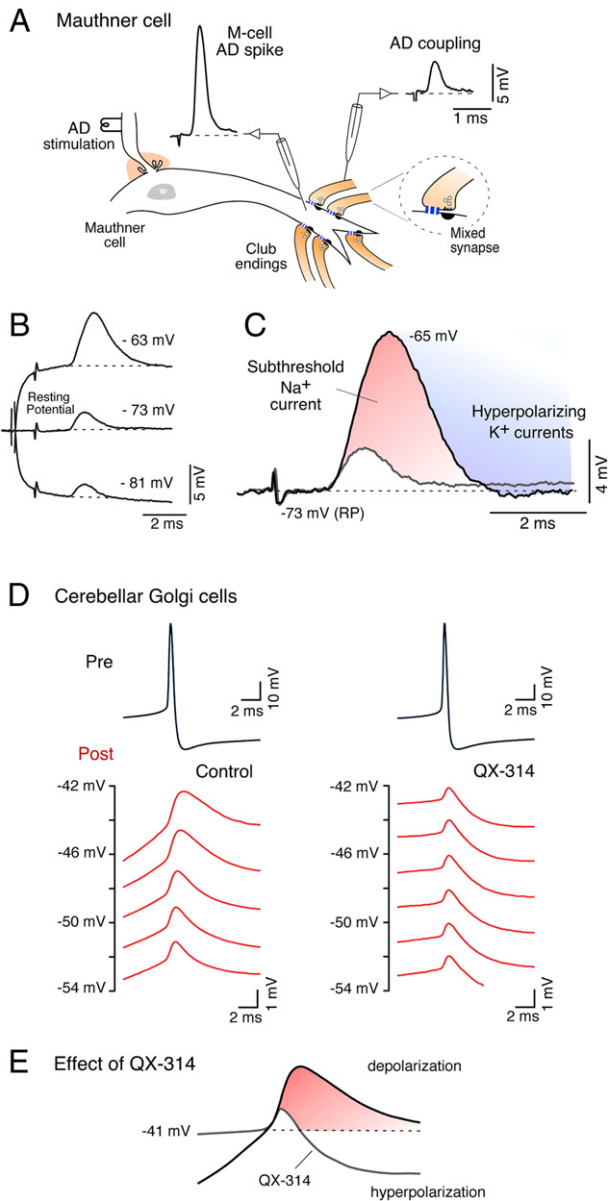 A Mauthner cell
M-cell
AD spike
AD coupling
5 mV
1 ms
AD
stimulation
Mauthner
cell
Club
endings
Mixed
synapse
B
- 63 mV
Resting
Potential
- 73 mV
- 81 mV
5 mV
2 ms
C
-65 mV
Subthreshold
Na+
current
Hyperpolarizing
K+ currents
4 mV
-73 mV (RP)
2 ms
D Cerebellar Golgi cells
Pre
2 ms
10 mV
2 ms
10 mV
Post
Control
QX-314
-42 mV
-46 mV
-50 mV
-54 mV
2 ms
1 mV
-42 mV
-46 mV
-50 mV
-54 mV
2 ms
1 mV
E Effect of QX-314
depolarization
-41 mV
QX-314
hyperpolarization